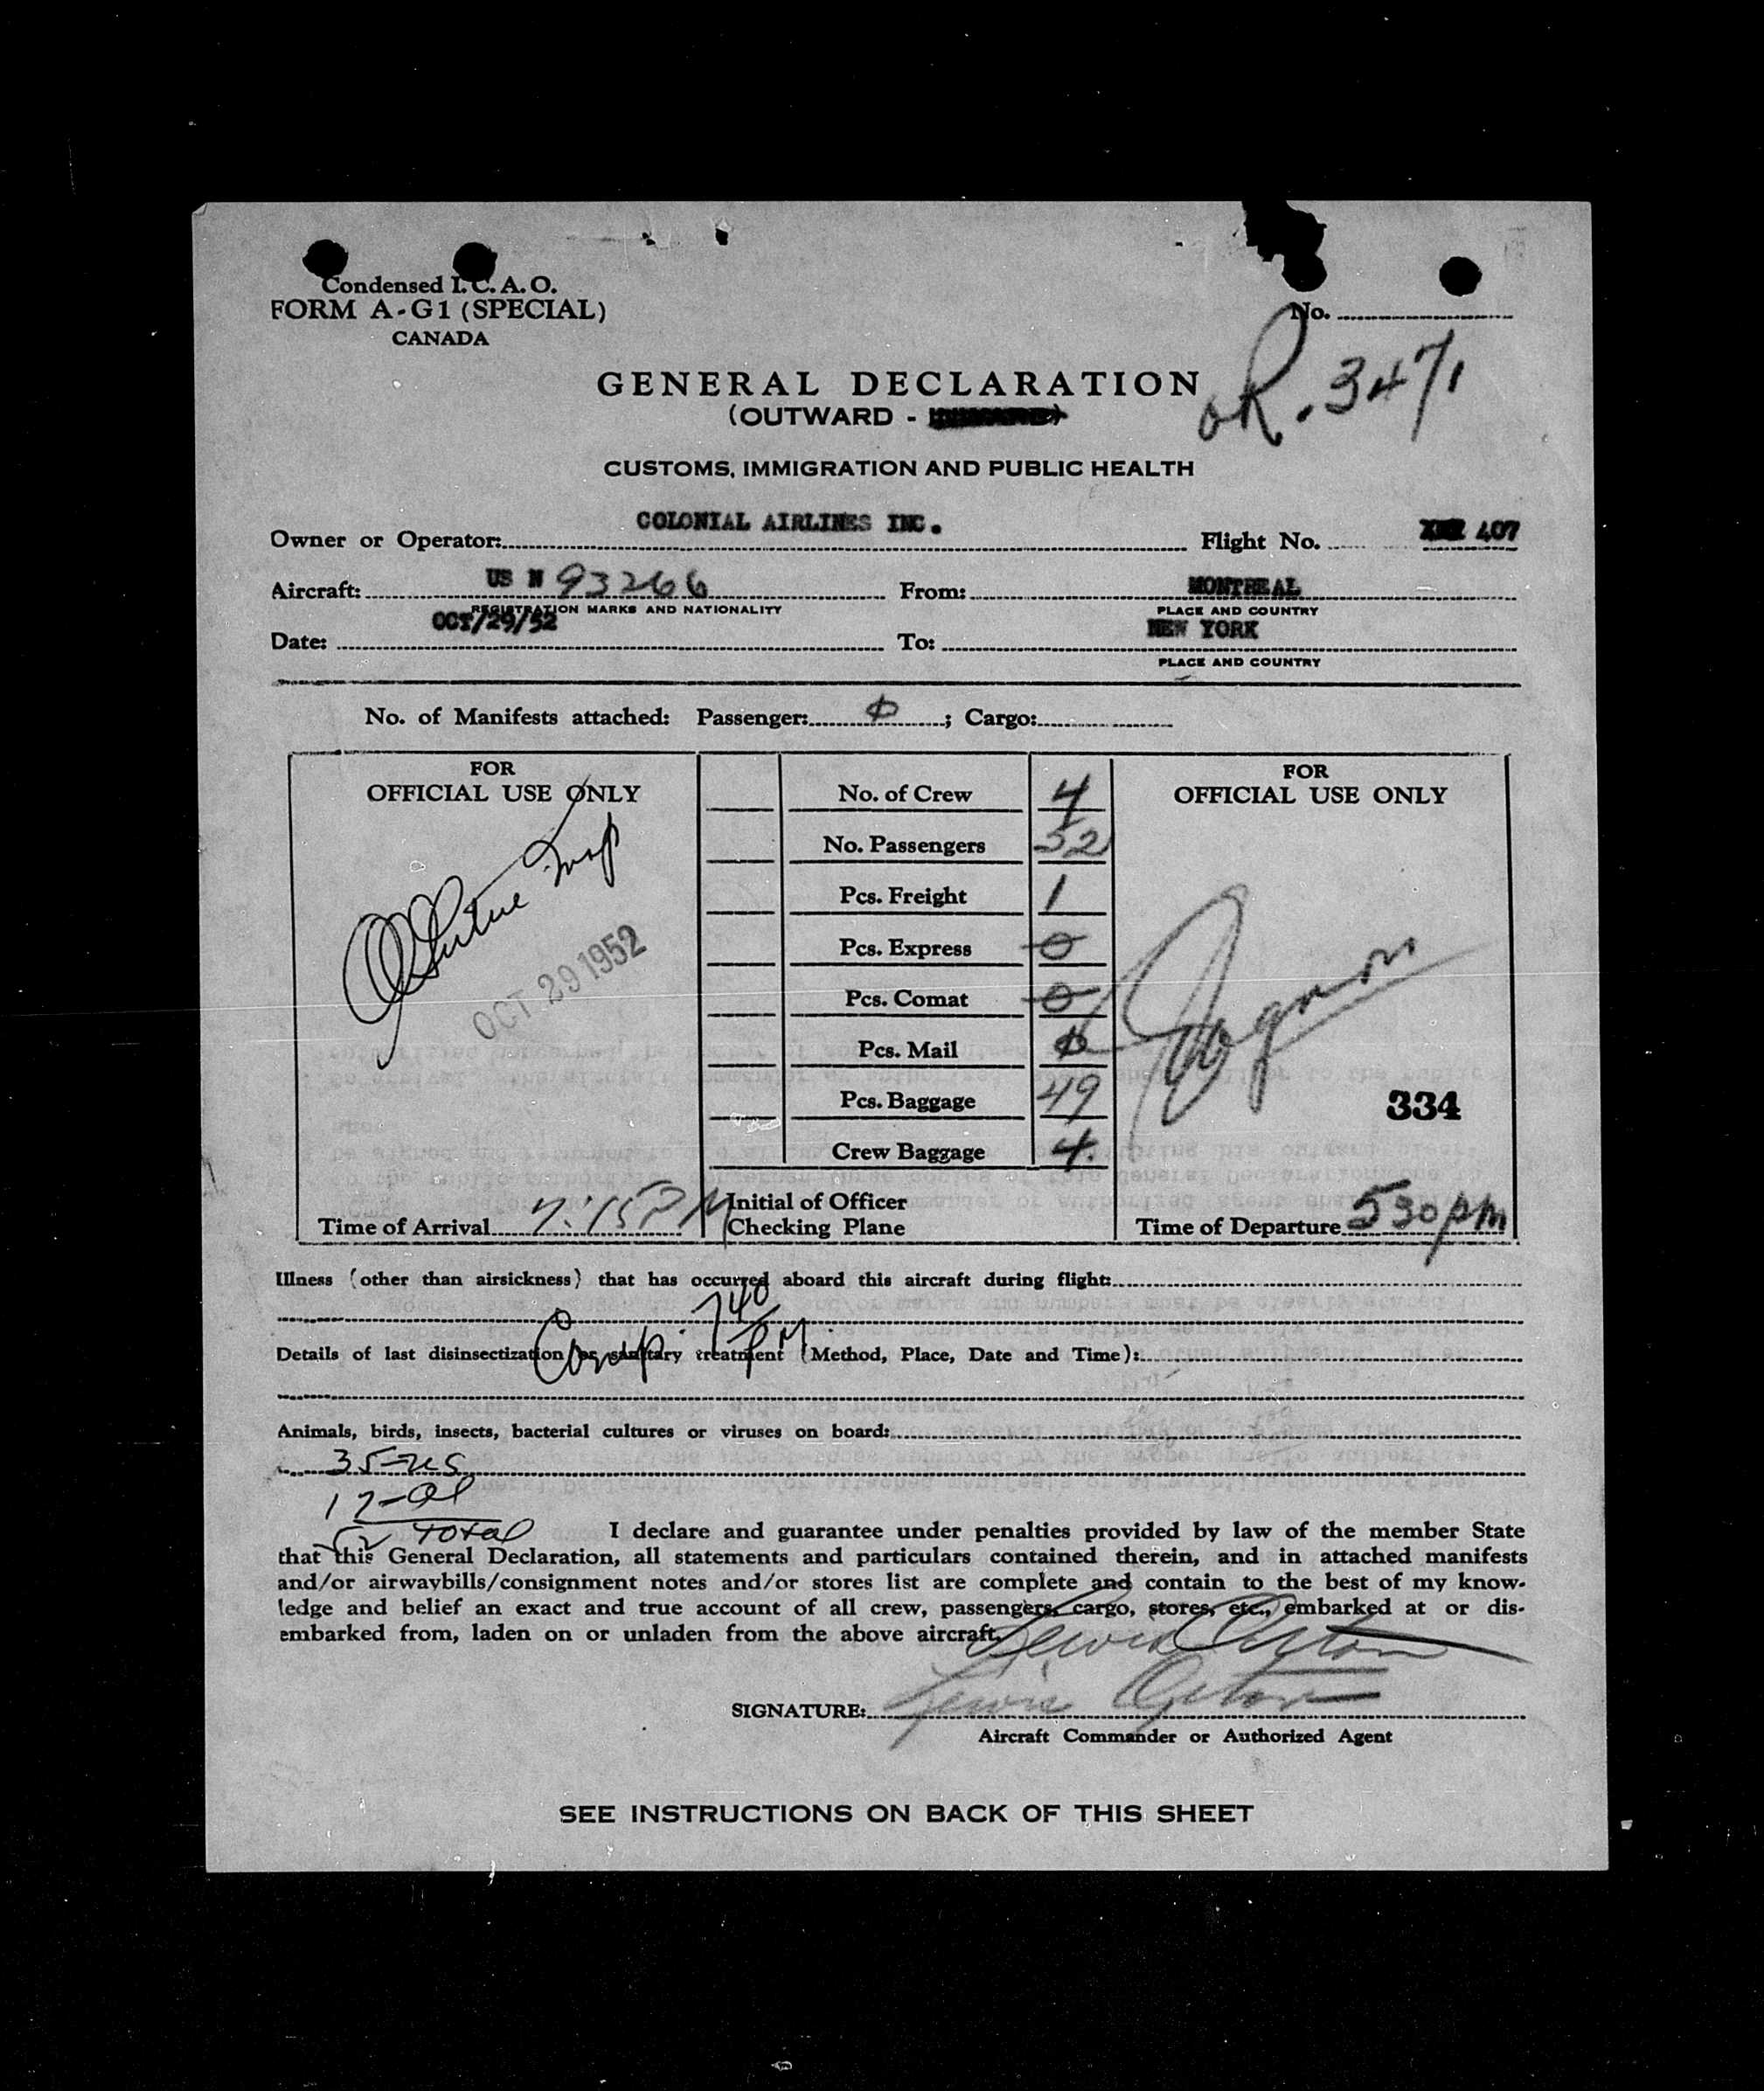 Condensed I. C. A. O.
FORM A-G1 (SPECIAL)
CANADA
No.
OR. 3471
GENERAL DECLARATION
(OUTWARD -
CUSTOMS, IMMIGRATION AND PUBLIC HEALTH
Owner or Operator: COLONIAL AIRLINES INC. Flight No. 407
Aircraft: US N 93266 From: MONTREAL
REGISTRATION MARKS AND NATIONALITY PLACE AND COUNTRY
Date: OCT/29/52 To: NEW YORK
PLACE AND COUNTRY
No. of Manifests attached: Passenger: 0; Cargo:
FOR
OFFICIAL USE ONLY
OCT 29 1952
Time of Arrival 7:15 PM
No. of Crew 4
No. Passengers 52
Pcs. Freight 1
Pcs. Express 0
Pcs. Comat 0
Pcs. Mail 0
Pcs. Baggage 49
Crew Baggage 4
Initial of Officer
Checking Plane
FOR
OFFICIAL USE ONLY
334
Time of Departure 530 pm
Illness (other than airsickness) that has occurred aboard this aircraft during flight:
Comp. 740 PM
Details of last disinsectization or sanitary treatment (Method, Place, Date and Time):
Animals, birds, insects, bacterial cultures or viruses on board:
35-US
17-al
52 Total
I declare and guarantee under penalties provided by law of the member State
that this General Declaration, all statements and particulars contained therein, and in attached manifests
and/or airwaybills/consignment notes and/or stores list are complete and contain to the best of my know-
ledge and belief an exact and true account of all crew, passengers, cargo, stores, etc., embarked at or dis-
embarked from, laden on or unladen from the above aircraft.
SIGNATURE: Lewis
Aircraft Commander or Authorized Agent
SEE INSTRUCTIONS ON BACK OF THIS SHEET